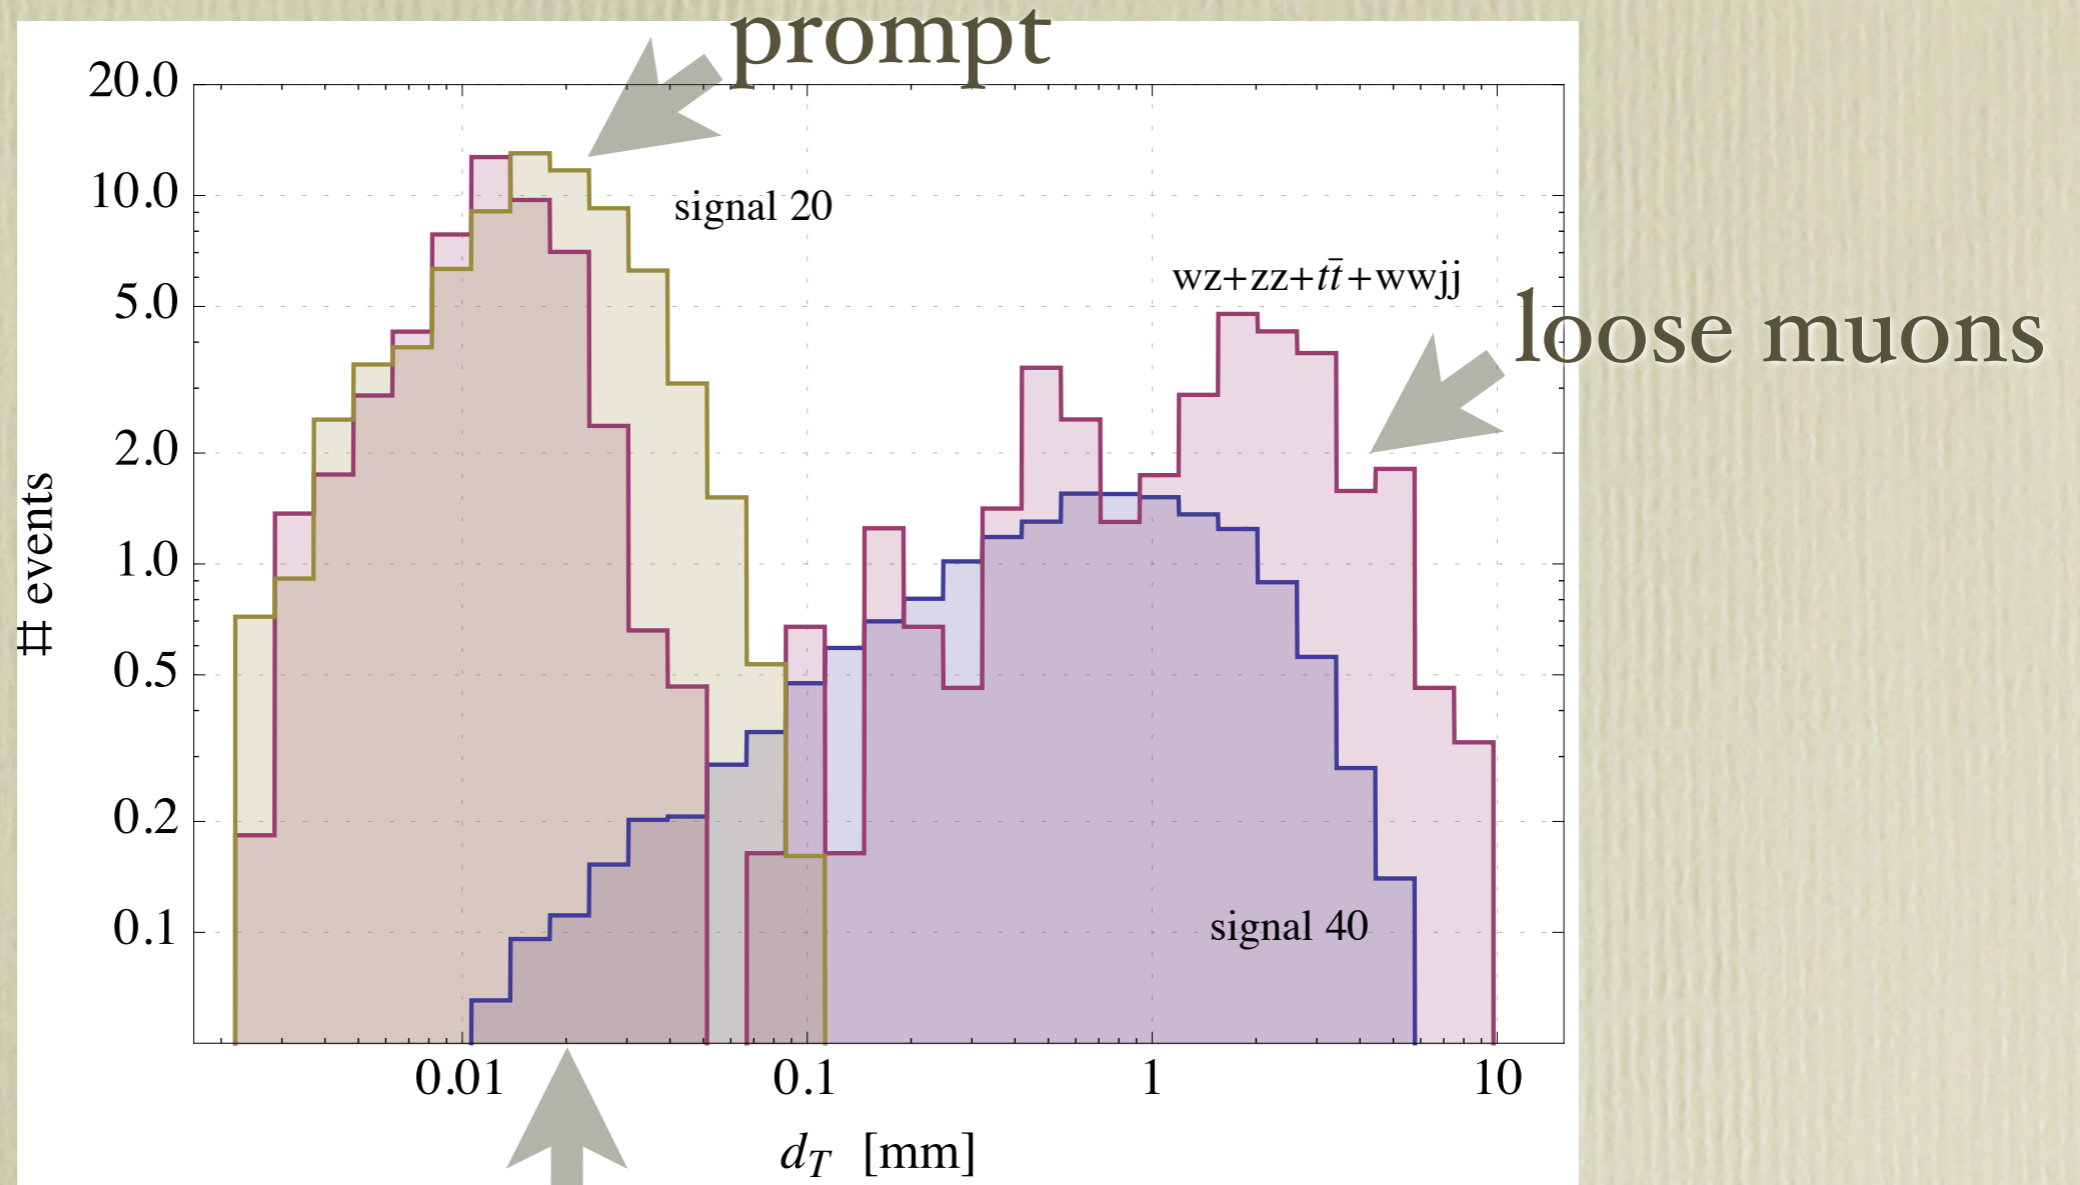 prompt
20.0
10.0
5.0
2.0
1.0
0.5
0.2
0.1
# events
signal 20
wz+zz+tt̄+wwjj
loose muons
signal 40
0.01 0.1 1 10
d_T [mm]